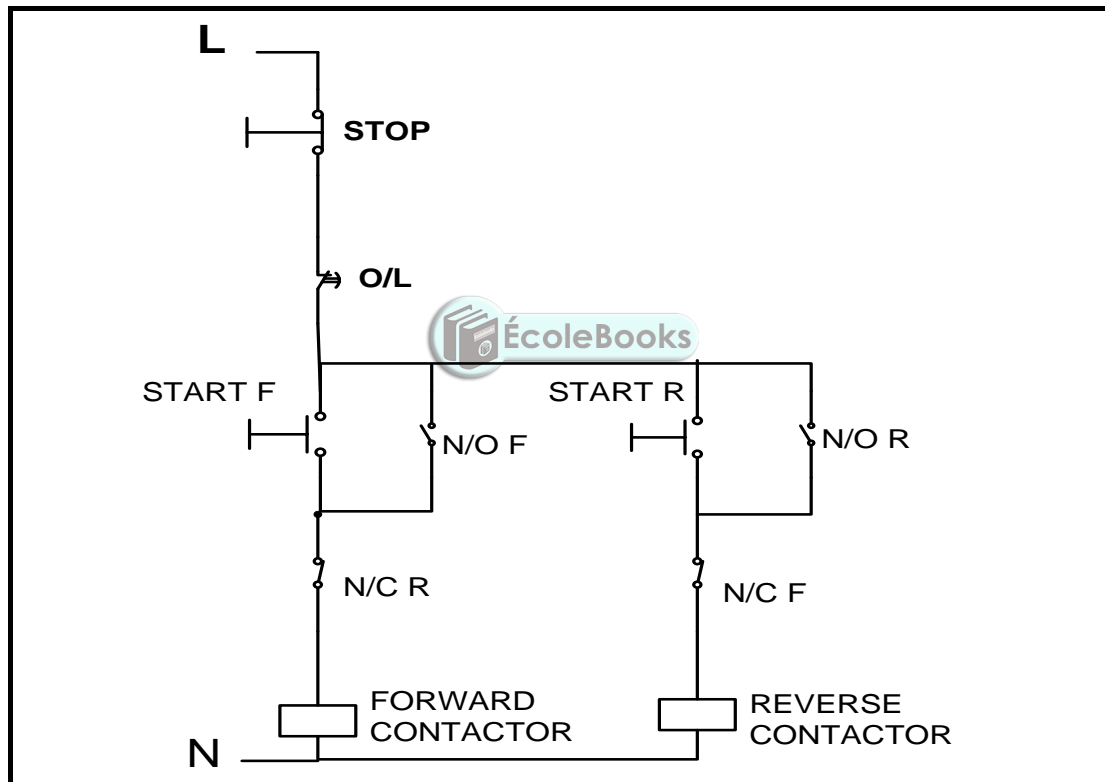 L
STOP
O/L
ÉcoleBooks
START F
START R
N/O F
N/O R
N/C R
N/C F
FORWARD
CONTACTOR
REVERSE
CONTACTOR
N